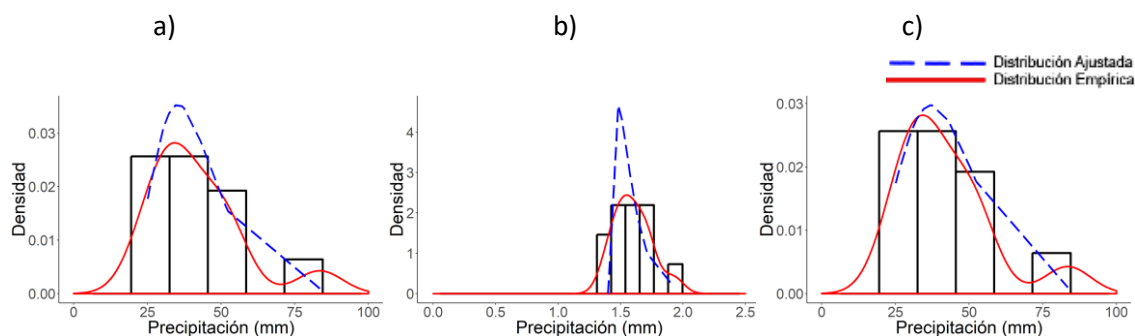 a)
b)
c)
Distribución Ajustada
Distribución Empírica
Densidad
0.03
0.02
0.01
0.00
0
25
50
75
100
Precipitación (mm)
Densidad
4
3
2
1
0
0.0
0.5
1.0
1.5
2.0
2.5
Precipitación (mm)
Densidad
0.03
0.02
0.01
0.00
0
25
50
75
100
Precipitación (mm)